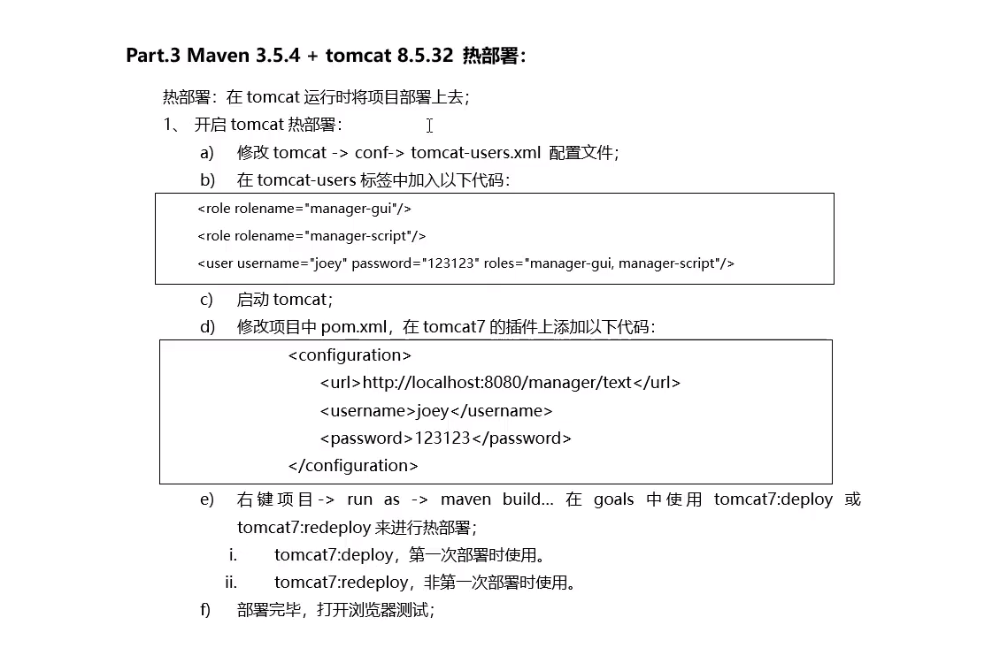 Part.3 Maven 3.5.4 + tomcat 8.5.32 热部署：
热部署：在 tomcat 运行时将项目部署上去；
1、 开启 tomcat 热部署：
a) 修改 tomcat -> conf-> tomcat-users.xml 配置文件；
b) 在 tomcat-users 标签中加入以下代码：
<role rolename="manager-gui"/>
<role rolename="manager-script"/>
<user username="joey" password="123123" roles="manager-gui, manager-script"/>
c) 启动 tomcat；
d) 修改项目中 pom.xml，在 tomcat7 的插件上添加以下代码：
<configuration>
<url>http://localhost:8080/manager/text</url>
<username>joey</username>
<password>123123</password>
</configuration>
e) 右键项目-> run as -> maven build... 在 goals 中使用 tomcat7:deploy 或
tomcat7:redeploy 来进行热部署；
i. tomcat7:deploy，第一次部署时使用。
ii. tomcat7:redeploy，非第一次部署时使用。
f) 部署完毕，打开浏览器测试；